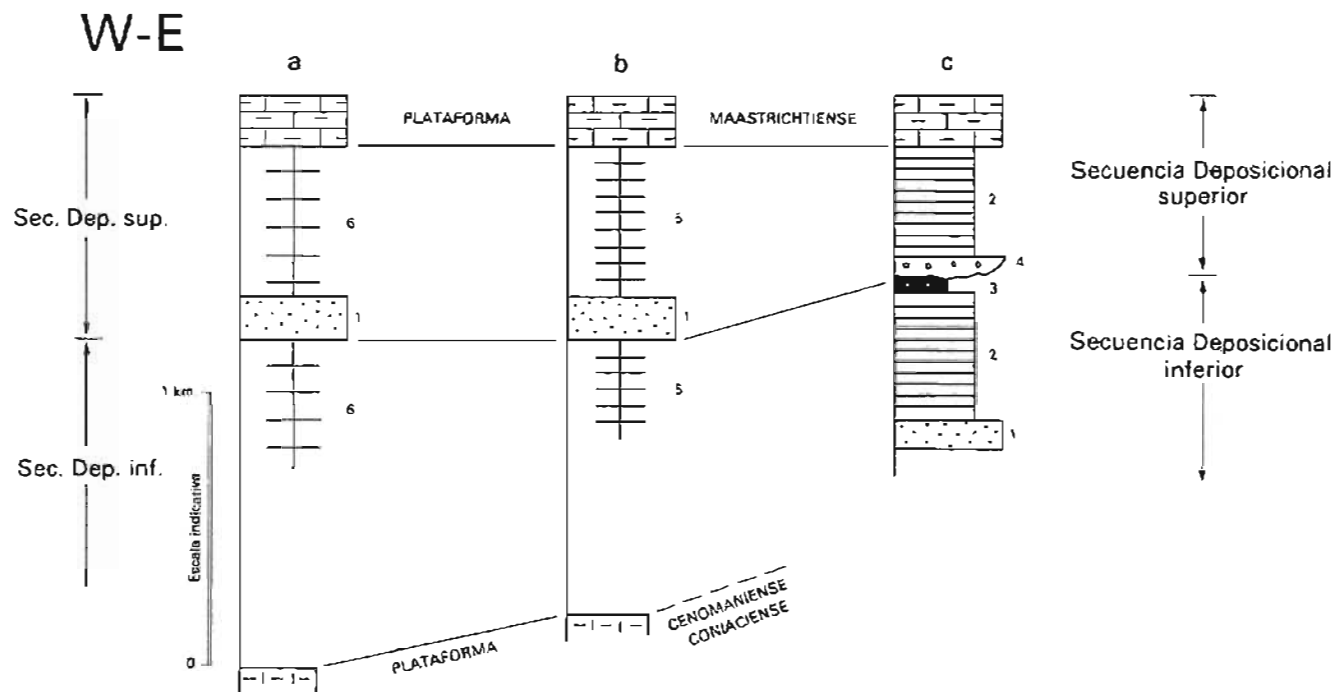 W-E
a
b
c
PLATAFORMA
MAASTRICHTIENSE
Secuencia Deposicional
superior
Sec. Dep. sup.
6
5
2
4
3
1
1
Secuencia Deposicional
inferior
2
1 km.
6
5
1
Sec. Dep. inf.
Escala indicativa
0
PLATAFORMA
CENOMANIENSE
CONIACIENSE